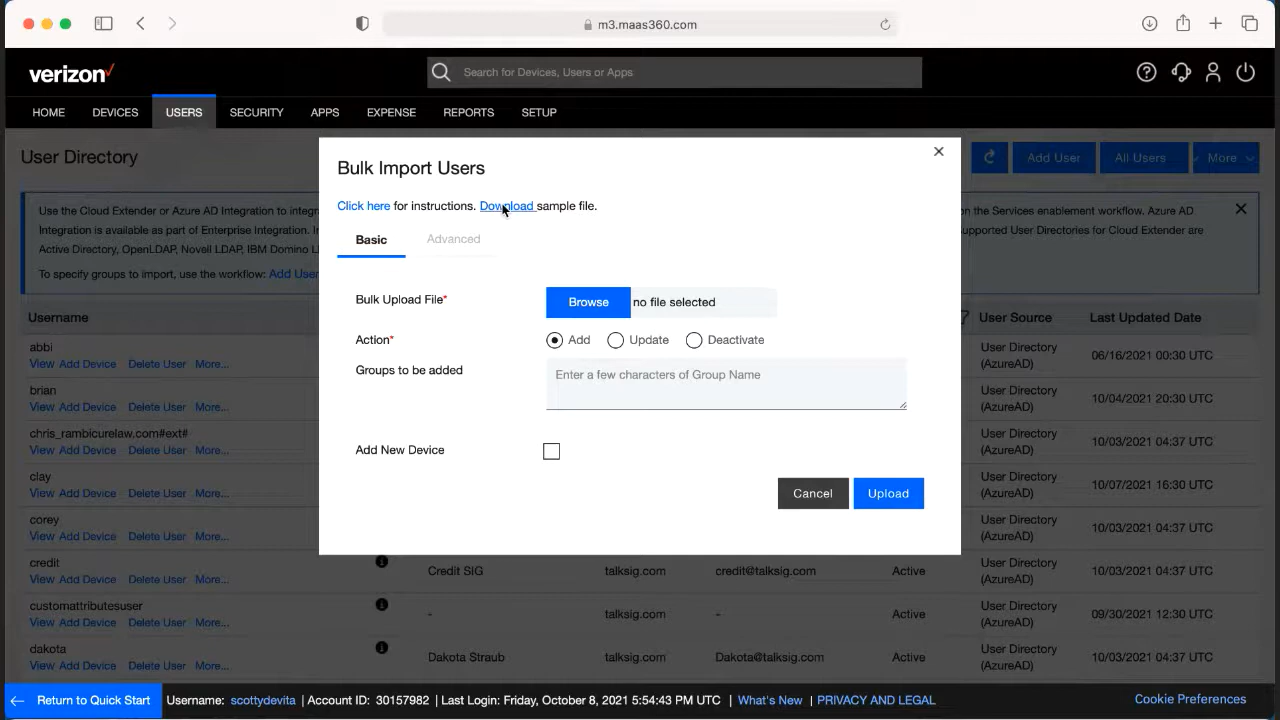 m3.maas360.com
verizon
Search for Devices, Users or Apps
HOME DEVICES USERS SECURITY APPS EXPENSE REPORTS SETUP
User Directory
Add User All Users More
Use the Cloud Extender or Azure AD Integration to integ
Integration is available as part of Enterprise Integration. I
Active Directory, OpenLDAP, Novell LDAP, IBM Domino L
To specify groups to import, use the workflow: Add User
on the Services enablement workflow. Azure AD
upported User Directories for Cloud Extender are
Bulk Import Users
Click here for instructions. Download sample file.
Basic Advanced
Bulk Upload File* Browse no file selected
Action* Add Update Deactivate
Groups to be added Enter a few characters of Group Name
Add New Device
Cancel Upload
Username User Source Last Updated Date
abbi
View Add Device Delete User More...
User Directory
(AzureAD)
06/16/2021 00:30 UTC
brian
View Add Device Delete User More...
User Directory
(AzureAD)
10/04/2021 20:30 UTC
chris_rambicurelaw.com#ext#
View Add Device Delete User More...
User Directory
(AzureAD)
10/03/2021 04:37 UTC
clay
View Add Device Delete User More...
User Directory
(AzureAD)
10/07/2021 16:30 UTC
corey
View Add Device Delete User More...
User Directory
(AzureAD)
10/03/2021 04:37 UTC
credit
View Add Device Delete User More...
Credit SIG talksig.com credit@talksig.com Active
User Directory
(AzureAD)
10/03/2021 04:37 UTC
customattributesuser
View Add Device Delete User More...
- talksig.com - Active
User Directory
(AzureAD)
09/30/2021 12:30 UTC
dakota
View Add Device Delete User More...
Dakota Straub talksig.com Dakota@talksig.com Active
User Directory
(AzureAD)
10/03/2021 04:37 UTC
Return to Quick Start Username: scottydevita | Account ID: 30157982 | Last Login: Friday, October 8, 2021 5:54:43 PM UTC | What's New | PRIVACY AND LEGAL Cookie Preferences